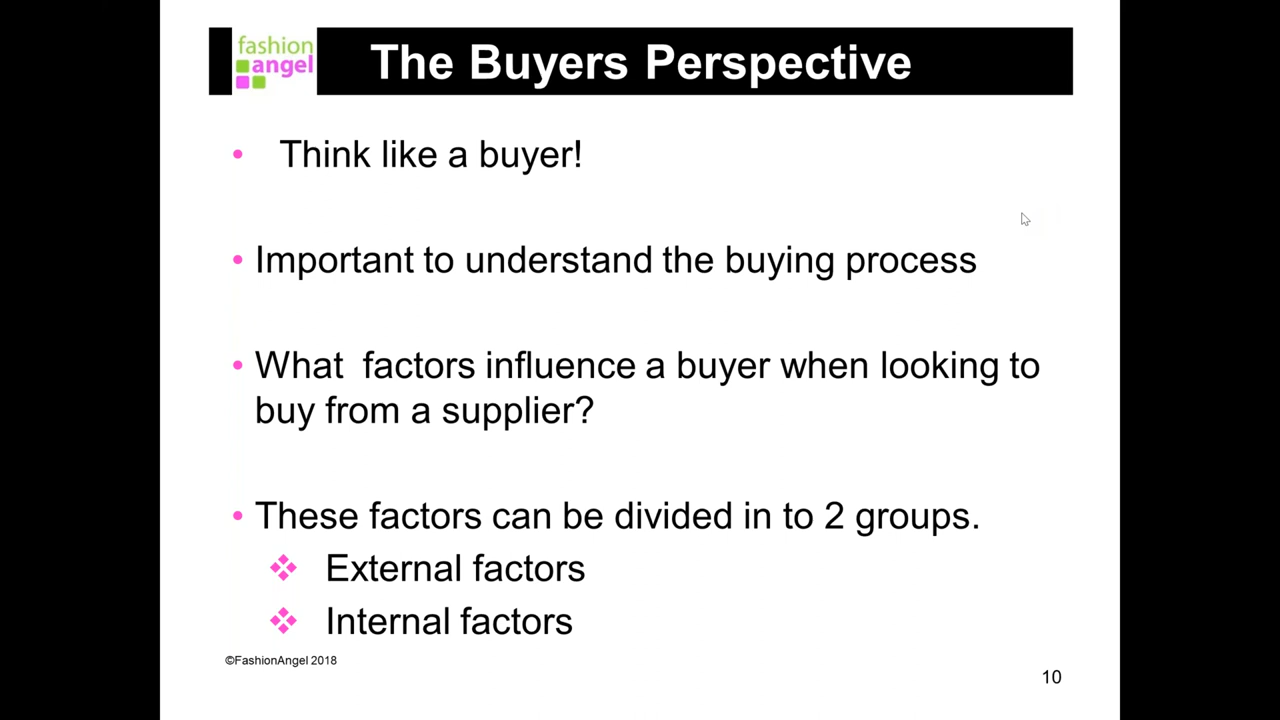 fashion
angel
The Buyers Perspective
• Think like a buyer!
• Important to understand the buying process
• What factors influence a buyer when looking to
buy from a supplier?
• These factors can be divided in to 2 groups.
❖ External factors
❖ Internal factors
©FashionAngel 2018
10